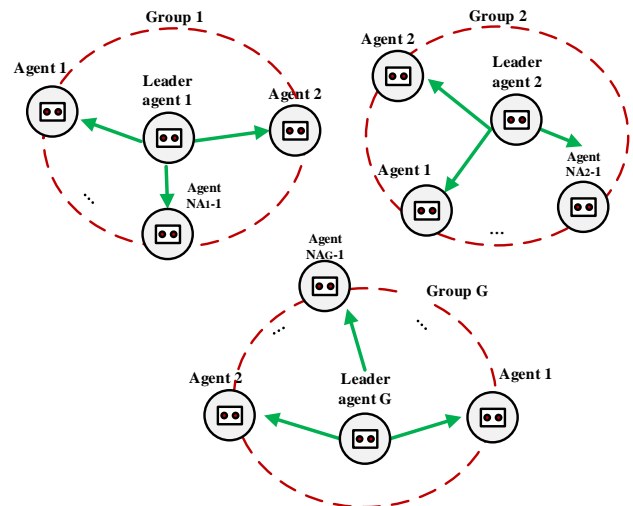 Group 1
Agent 1
Leader
agent 1
Agent 2
Agent
NA1-1
...
Group 2
Agent 2
Leader
agent 2
Agent 1
Agent
NA2-1
...
Agent
NAG-1
Group G
...
...
Agent 2
Leader
agent G
Agent 1